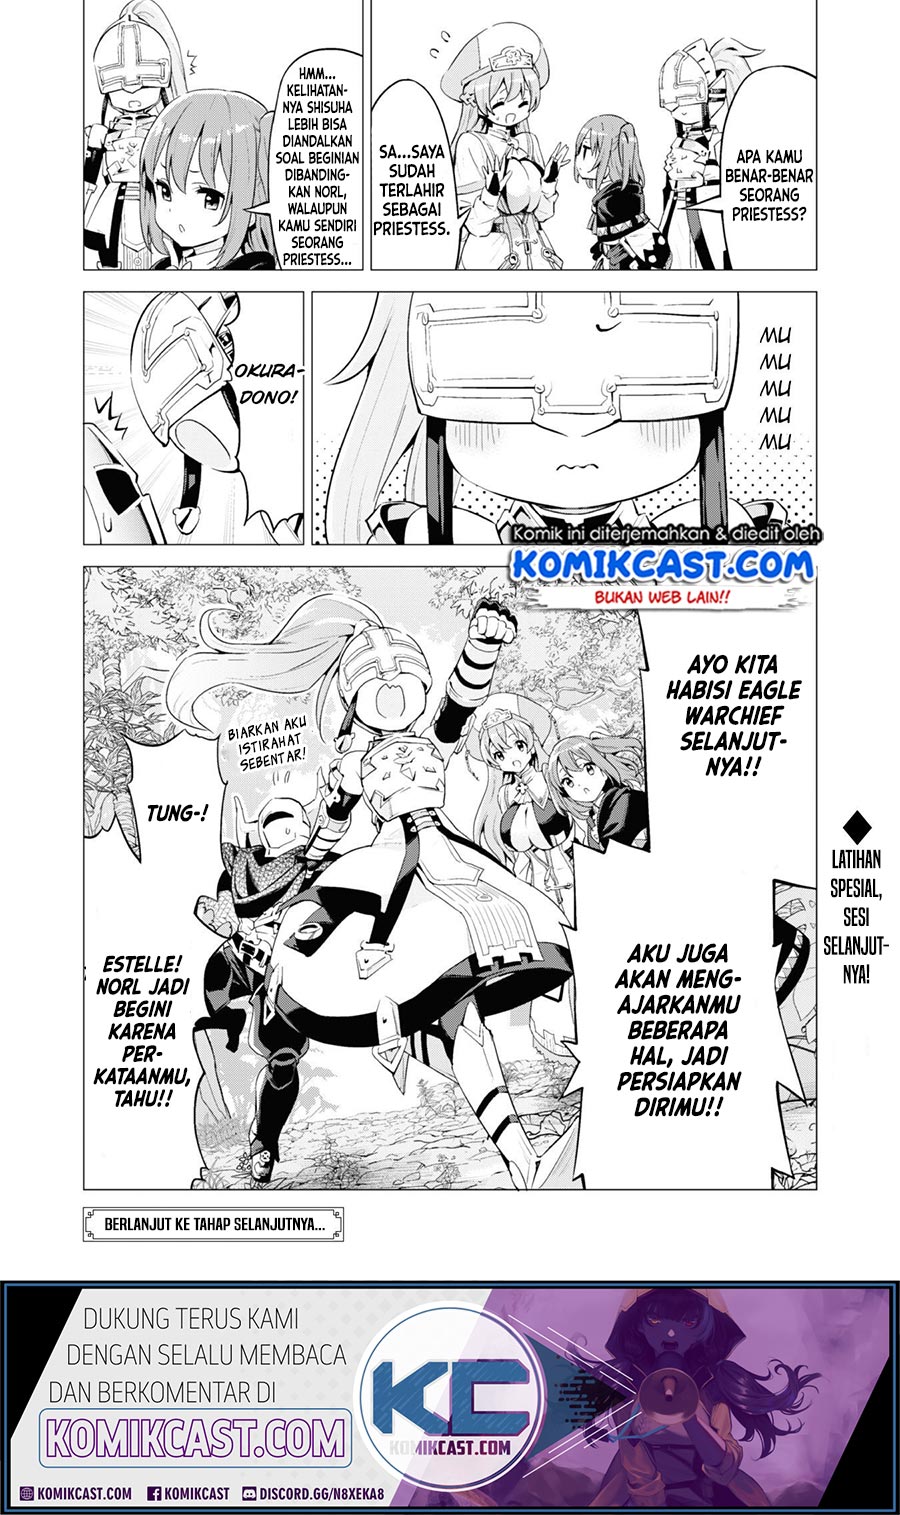 APA KAMU
BENAR-BENAR
SEORANG
PRIESTESS?
SA...SAYA
SUDAH
TERLAHIR
SEBAGAI
PRIESTESS.
HMM...
KELIHATAN-
NYA SHISUHA
LEBIH BISA
DIANDALKAN
SOAL BEGINIAN
DIBANDING-
KAN NORL,
WALAUPUN
KAMU SENDIRI
SEORANG
PRIESTESS...
MU
MU
MU
MU
MU
OKURA-
DONO!
Komik ini diterjemahkan & diedit oleh
KOMIKCAST.COM
BUKAN WEB LAIN!!
AYO KITA
HABISI EAGLE
WARCHIEF
SELANJUT-
NYA!!
BIARKAN AKU
ISTIRAHAT
SEBENTAR!
TUNG-!
AKU JUGA
AKAN MENG-
AJARKANMU
BEBERAPA
HAL, JADI
PERSIAPKAN
DIRIMU!!
ESTELLE!
NORL JADI
BEGINI
KARENA
PER-
KATAANMU,
TAHU!!
LATIHAN
SPESIAL,
SESI
SELANJUT-
NYA!
BERLANJUT KE TAHAP SELANJUTNYA...
DUKUNG TERUS KAMI
DENGAN SELALU MEMBACA
DAN BERKOMENTAR DI
KOMIKCAST.COM
KC
KOMIKCAST.COM
KOMIKCAST.COM KOMIKCAST DISCORD.GG/N8XEKA8